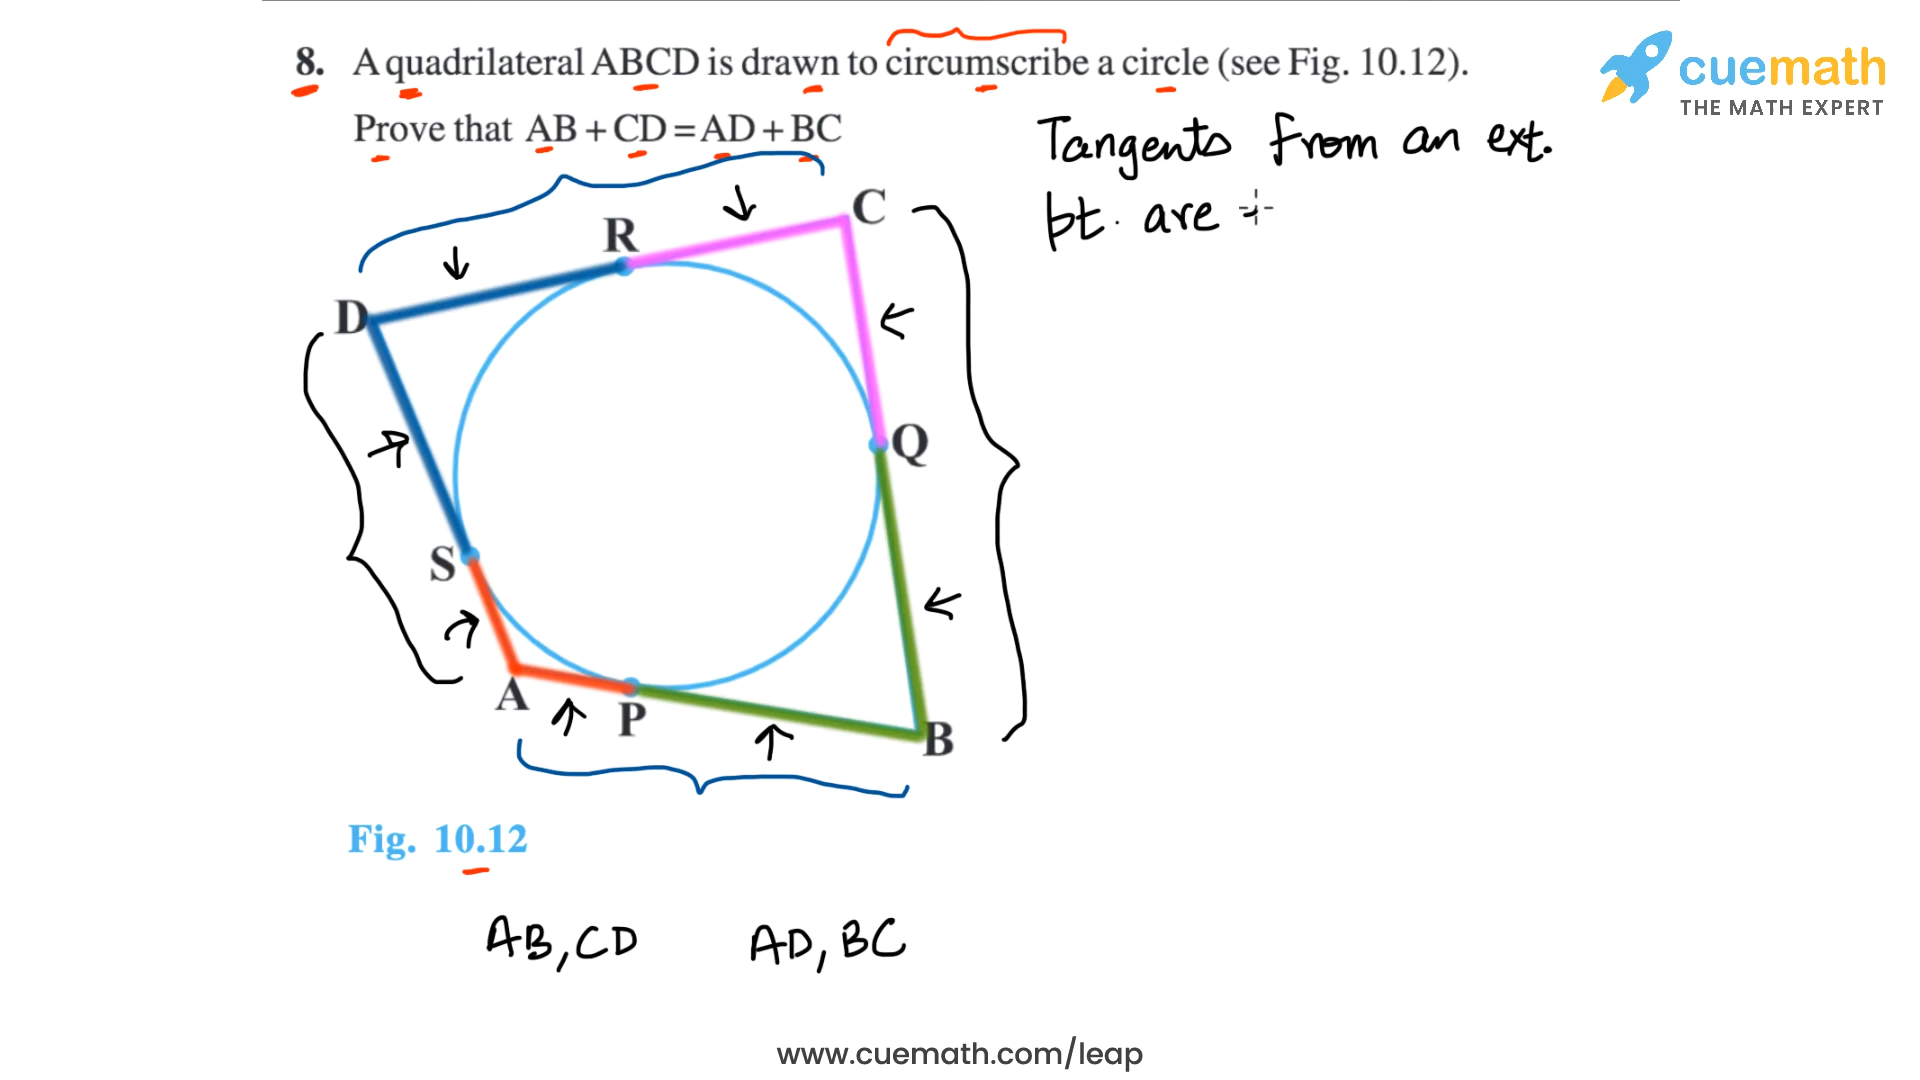 8. A quadrilateral ABCD is drawn to circumscribe a circle (see Fig. 10.12).
Prove that AB + CD = AD + BC
cuemath
THE MATH EXPERT
Tangents from an ext.
pt. are =
C
R
D
Q
S
A
P
B
Fig. 10.12
AB, CD AD, BC
www.cuemath.com/leap